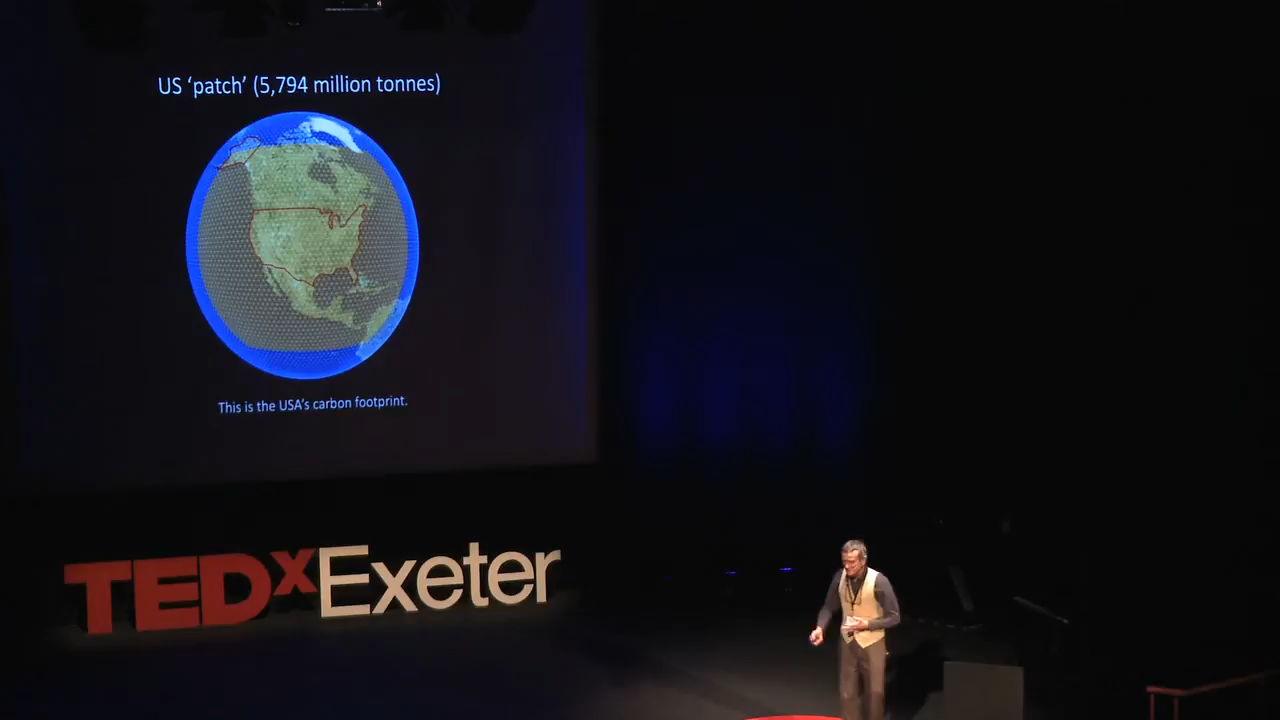 US ‘patch’ (5,794 million tonnes)
This is the USA’s carbon footprint.
TEDxExeter